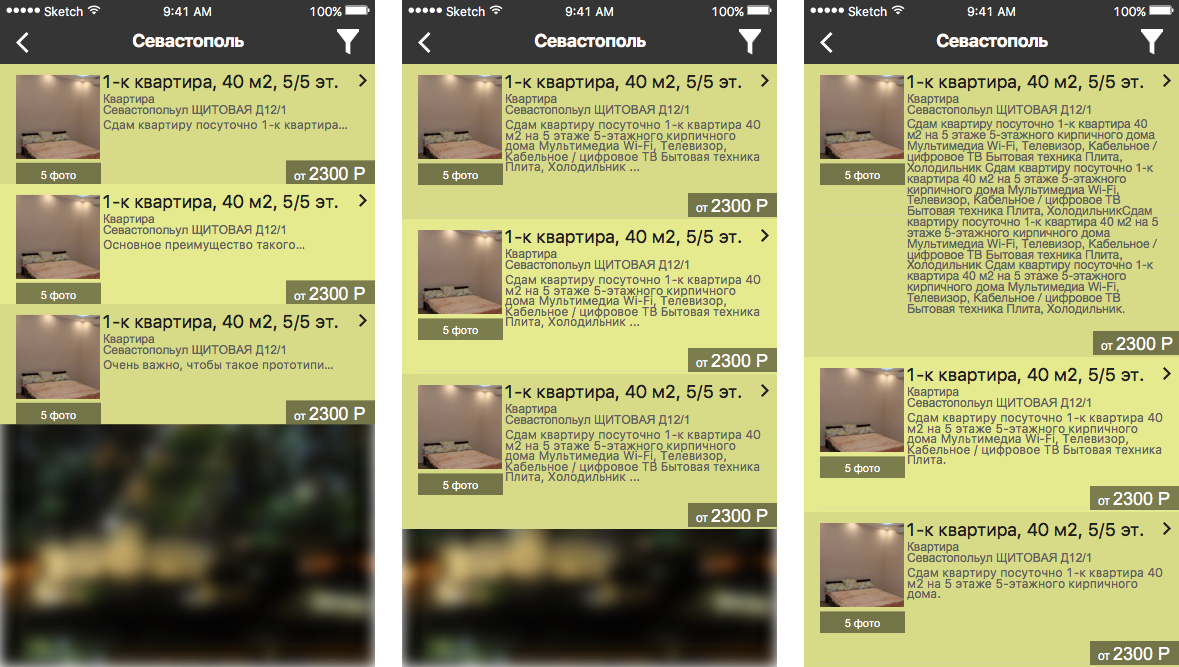 Sketch 9:41 AM 100%
Севастополь
1-к квартира, 40 м2, 5/5 эт.
Квартира
Севастопольул ЩИТОВАЯ Д12/1
Сдам квартиру посуточно 1-к квартира...
5 фото
от 2300 Р
1-к квартира, 40 м2, 5/5 эт.
Квартира
Севастопольул ЩИТОВАЯ Д12/1
Основное преимущество такого...
5 фото
от 2300 Р
1-к квартира, 40 м2, 5/5 эт.
Квартира
Севастопольул ЩИТОВАЯ Д12/1
Очень важно, чтобы такое прототипи...
5 фото
от 2300 Р
Sketch 9:41 AM 100%
Севастополь
1-к квартира, 40 м2, 5/5 эт.
Квартира
Севастопольул ЩИТОВАЯ Д12/1
Сдам квартиру посуточно 1-к квартира 40
м2 на 5 этаже 5-этажного кирпичного
дома Мультимедиа Wi-Fi, Телевизор,
Кабельное / цифровое ТВ Бытовая техника
Плита, Холодильник ...
5 фото
от 2300 Р
1-к квартира, 40 м2, 5/5 эт.
Квартира
Севастопольул ЩИТОВАЯ Д12/1
Сдам квартиру посуточно 1-к квартира 40
м2 на 5 этаже 5-этажного кирпичного
дома Мультимедиа Wi-Fi, Телевизор,
Кабельное / цифровое ТВ Бытовая техника
Плита, Холодильник ...
5 фото
от 2300 Р
1-к квартира, 40 м2, 5/5 эт.
Квартира
Севастопольул ЩИТОВАЯ Д12/1
Сдам квартиру посуточно 1-к квартира 40
м2 на 5 этаже 5-этажного кирпичного
дома Мультимедиа Wi-Fi, Телевизор,
Кабельное / цифровое ТВ Бытовая техника
Плита, Холодильник ...
5 фото
от 2300 Р
Sketch 9:41 AM 100%
Севастополь
1-к квартира, 40 м2, 5/5 эт.
Квартира
Севастопольул ЩИТОВАЯ Д12/1
Сдам квартиру посуточно 1-к квартира 40
м2 на 5 этаже 5-этажного кирпичного дома
Мультимедиа Wi-Fi, Телевизор, Кабельное /
цифровое ТВ Бытовая техника Плита,
Холодильник Сдам квартиру посуточно 1-к
квартира 40 м2 на 5 этаже 5-этажного
кирпичного дома Мультимедиа Wi-Fi,
Телевизор, Кабельное / цифровое ТВ
Бытовая техника Плита, ХолодильникСдам
квартиру посуточно 1-к квартира 40 м2 на 5
этаже 5-этажного кирпичного дома
Мультимедиа Wi-Fi, Телевизор, Кабельное /
цифровое ТВ Бытовая техника Плита,
Холодильник Сдам квартиру посуточно 1-к
квартира 40 м2 на 5 этаже 5-этажного
кирпичного дома Мультимедиа Wi-Fi,
Телевизор, Кабельное / цифровое ТВ
Бытовая техника Плита, Холодильник.
5 фото
от 2300 Р
1-к квартира, 40 м2, 5/5 эт.
Квартира
Севастопольул ЩИТОВАЯ Д12/1
Сдам квартиру посуточно 1-к квартира 40
м2 на 5 этаже 5-этажного кирпичного
дома Мультимедиа Wi-Fi, Телевизор,
Кабельное / цифровое ТВ Бытовая техника
Плита.
5 фото
от 2300 Р
1-к квартира, 40 м2, 5/5 эт.
Квартира
Севастопольул ЩИТОВАЯ Д12/1
Сдам квартиру посуточно 1-к квартира 40
м2 на 5 этаже 5-этажного кирпичного
дома.
5 фото
от 2300 Р